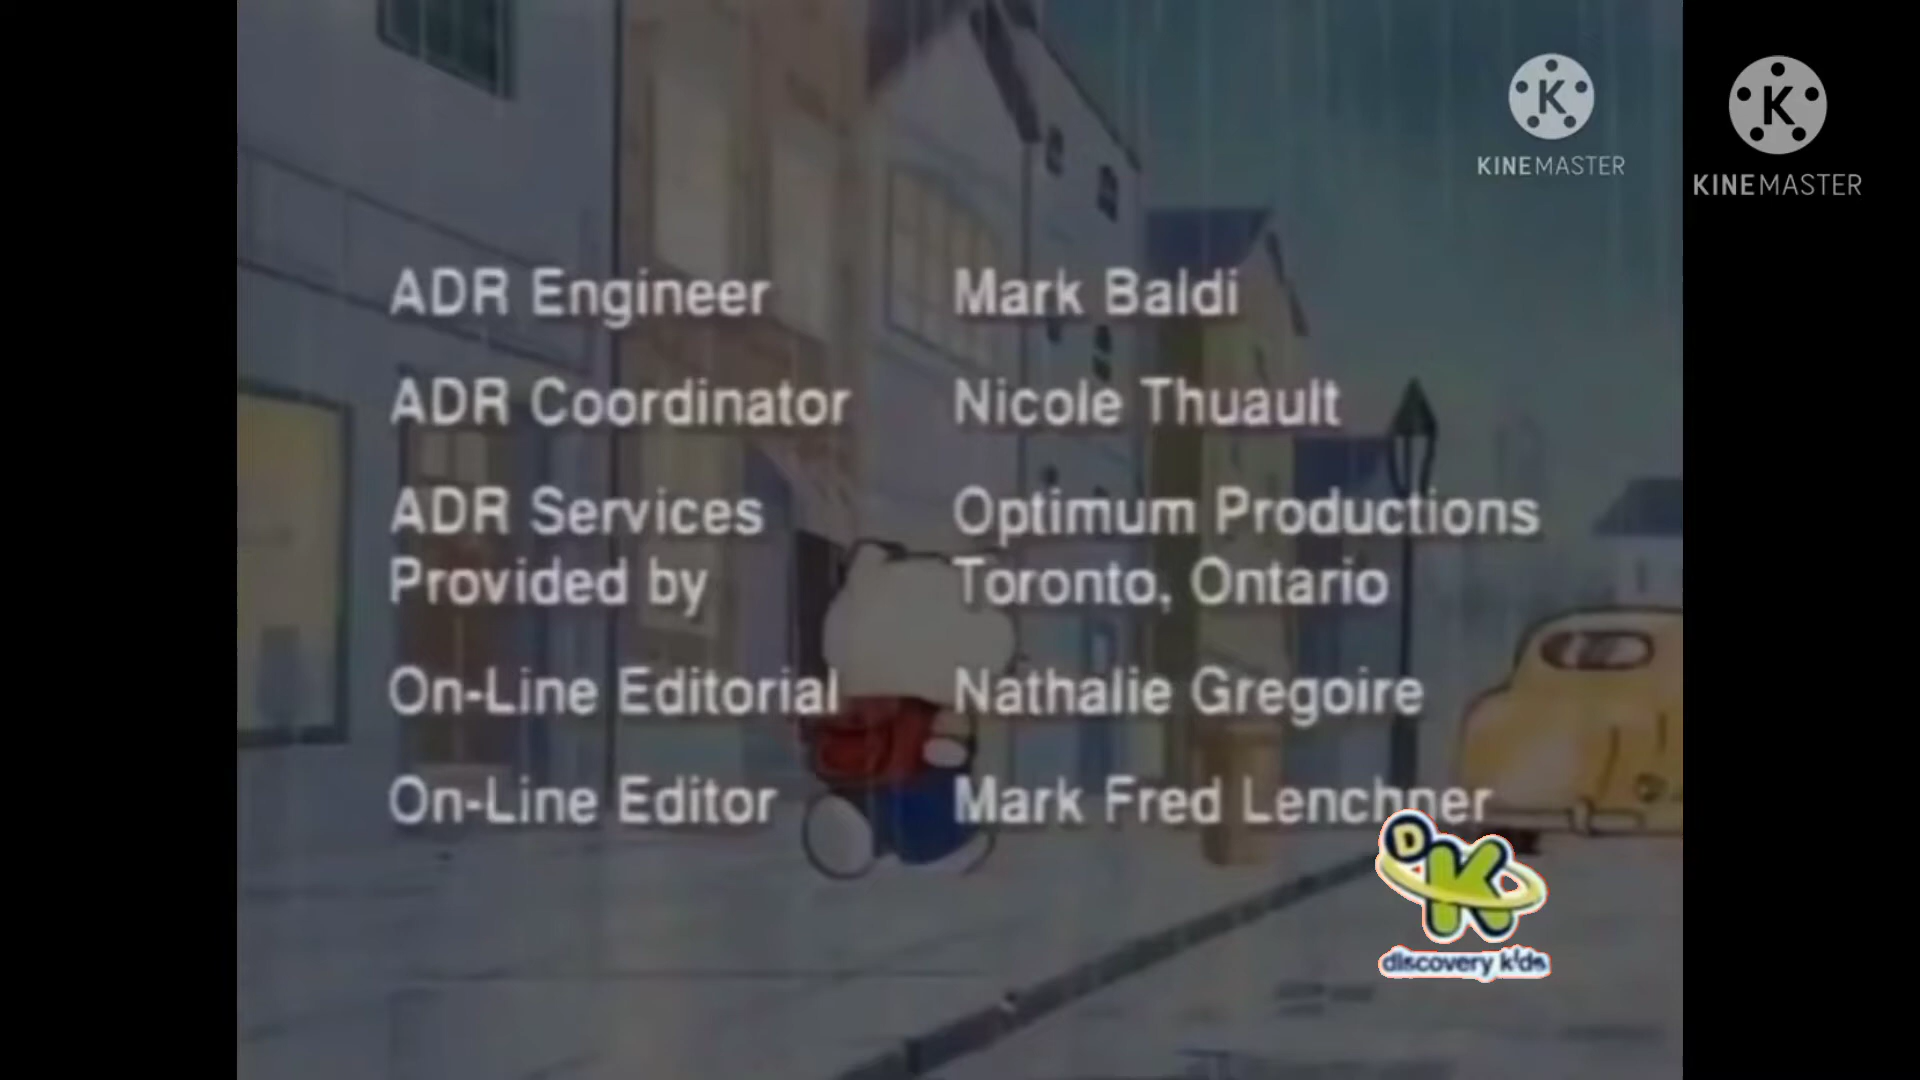 K
KINEMASTER
K
KINEMASTER
ADR Engineer Mark Baldi
ADR Coordinator Nicole Thuault
ADR Services Optimum Productions
Provided by Toronto, Ontario
On-Line Editorial Nathalie Gregoire
On-Line Editor Mark Fred Lenchner
DK
discovery kids